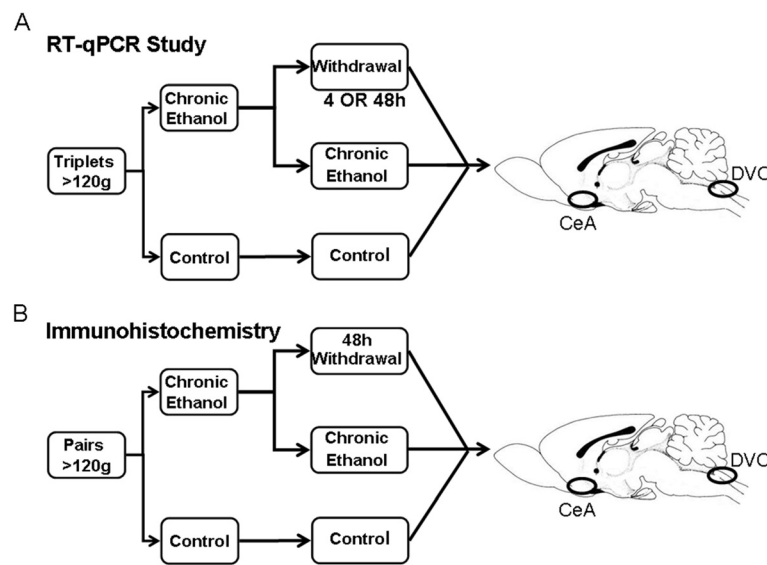 A
RT-qPCR Study
Withdrawal
4 OR 48h
Chronic
Ethanol
Chronic
Ethanol
Triplets
>120g
Control
Control
CeA
DVC
B
Immunohistochemistry
48h
Withdrawal
Chronic
Ethanol
Chronic
Ethanol
Pairs
>120g
Control
Control
CeA
DVC